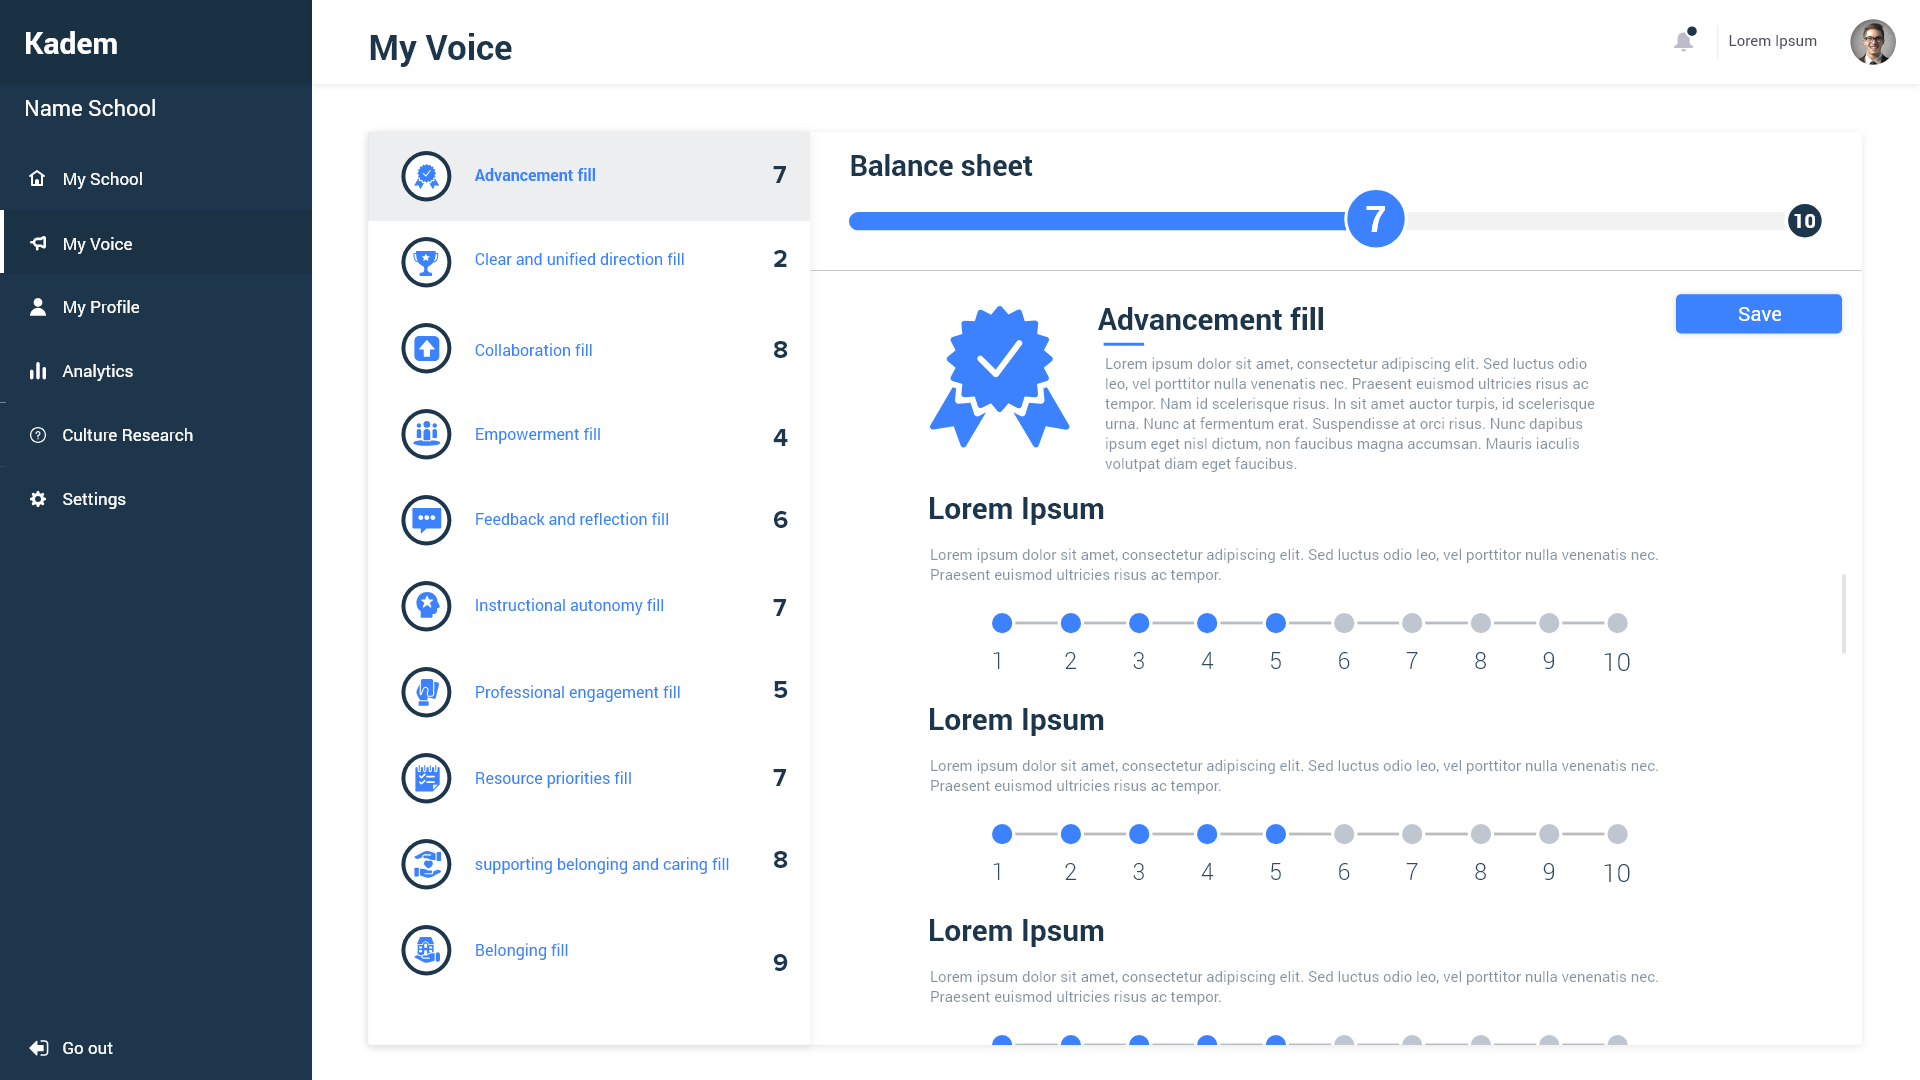 Kadem
Name School
My School
My Voice
My Profile
Analytics
Culture Research
Settings
Go out
My Voice
Lorem Ipsum
Advancement fill 7
Clear and unified direction fill 2
Collaboration fill 8
Empowerment fill 4
Feedback and reflection fill 6
Instructional autonomy fill 7
Professional engagement fill 5
Resource priorities fill 7
supporting belonging and caring fill 8
Belonging fill 9
Balance sheet
7 10
Advancement fill
Save
Lorem ipsum dolor sit amet, consectetur adipiscing elit. Sed luctus odio
leo, vel porttitor nulla venenatis nec. Praesent euismod ultricies risus ac
tempor. Nam id scelerisque risus. In sit amet auctor turpis, id scelerisque
urna. Nunc at fermentum erat. Suspendisse at orci risus. Nunc dapibus
ipsum eget nisl dictum, non faucibus magna accumsan. Mauris iaculis
volutpat diam eget faucibus.
Lorem Ipsum
Lorem ipsum dolor sit amet, consectetur adipiscing elit. Sed luctus odio leo, vel porttitor nulla venenatis nec.
Praesent euismod ultricies risus ac tempor.
1 2 3 4 5 6 7 8 9 10
Lorem Ipsum
Lorem ipsum dolor sit amet, consectetur adipiscing elit. Sed luctus odio leo, vel porttitor nulla venenatis nec.
Praesent euismod ultricies risus ac tempor.
1 2 3 4 5 6 7 8 9 10
Lorem Ipsum
Lorem ipsum dolor sit amet, consectetur adipiscing elit. Sed luctus odio leo, vel porttitor nulla venenatis nec.
Praesent euismod ultricies risus ac tempor.